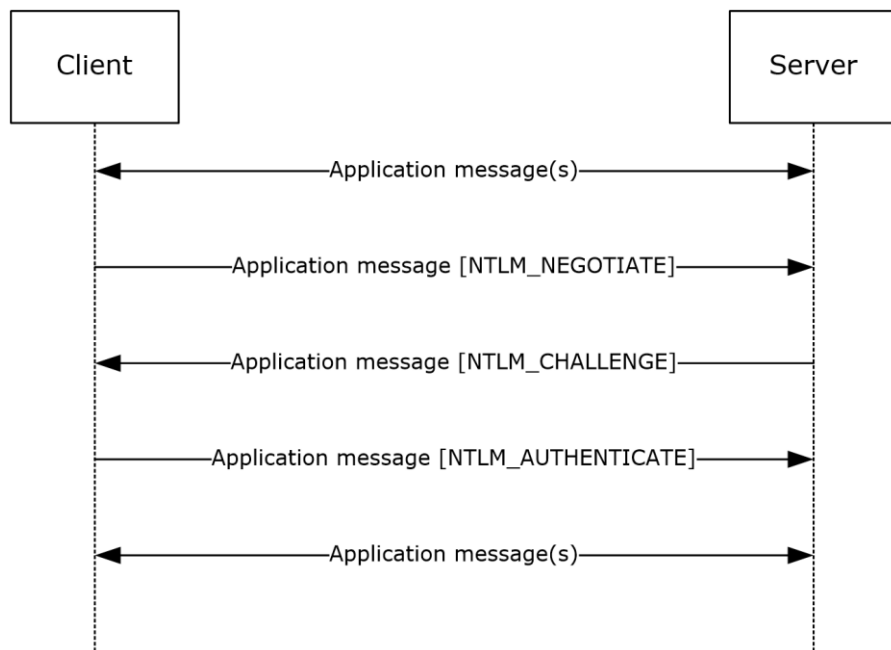 Client
Server
Application message(s)
Application message [NTLM_NEGOTIATE]
Application message [NTLM_CHALLENGE]
Application message [NTLM_AUTHENTICATE]
Application message(s)